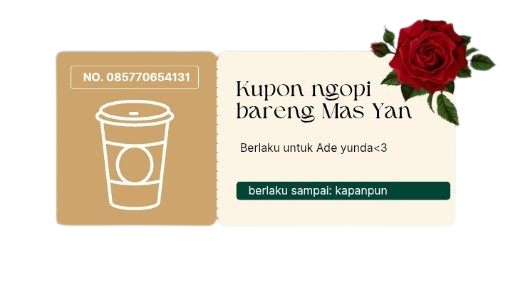 NO. 085770654131
Kupon ngopi
bareng Mas Yan
Berlaku untuk Ade yunda<3
berlaku sampai: kapanpun